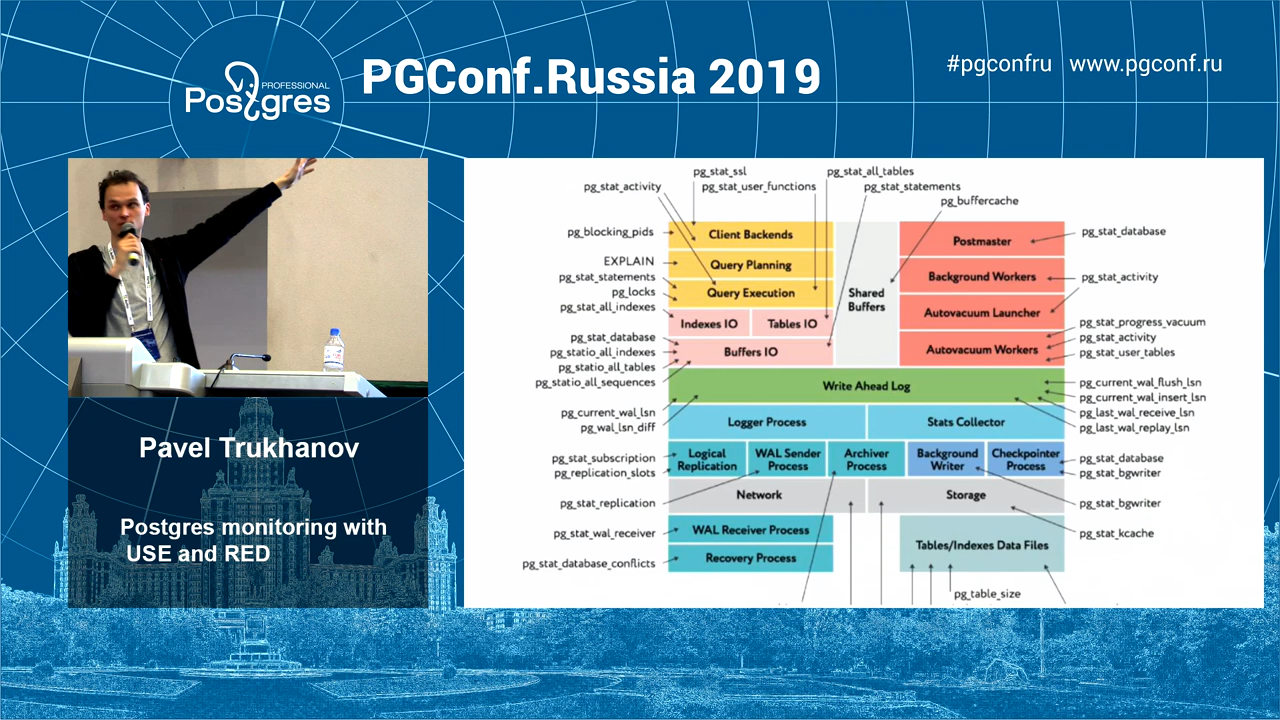 PROFESSIONAL
Postgres
PGConf.Russia 2019
#pgconfru www.pgconf.ru
Pavel Trukhanov
Postgres monitoring with
USE and RED
pg_stat_ssl
pg_stat_all_tables
pg_stat_activity
pg_stat_user_functions
pg_stat_statements
pg_buffercache
pg_blocking_pids
Client Backends
Postmaster
pg_stat_database
EXPLAIN
Query Planning
pg_stat_statements
Background Workers
pg_stat_activity
pg_locks
Query Execution
Shared
Buffers
pg_stat_all_indexes
Autovacuum Launcher
Indexes IO
Tables IO
pg_stat_progress_vacuum
pg_stat_database
pg_stat_activity
pg_statio_all_indexes
Buffers IO
Autovacuum Workers
pg_stat_user_tables
pg_statio_all_tables
pg_statio_all_sequences
Write Ahead Log
pg_current_wal_flush_lsn
pg_current_wal_insert_lsn
pg_current_wal_lsn
pg_last_wal_receive_lsn
pg_wal_lsn_diff
Logger Process
Stats Collector
pg_last_wal_replay_lsn
pg_stat_subscription
Logical
Replication
WAL Sender
Process
Archiver
Process
Background
Writer
Checkpointer
Process
pg_stat_database
pg_replication_slots
pg_stat_bgwriter
pg_stat_replication
Network
Storage
pg_stat_bgwriter
pg_stat_wal_receiver
WAL Receiver Process
pg_stat_kcache
Tables/Indexes Data Files
pg_stat_database_conflicts
Recovery Process
pg_table_size